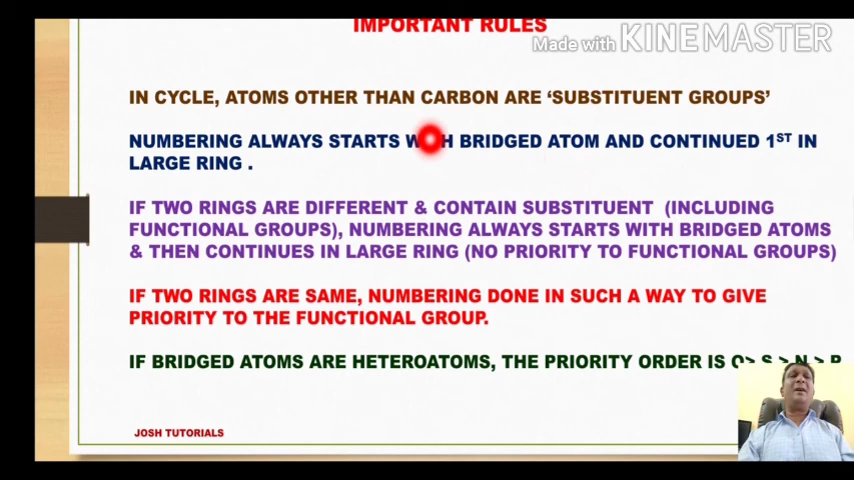 IMPORTANT RULES
Made with KINEMASTER
IN CYCLE, ATOMS OTHER THAN CARBON ARE ‘SUBSTITUENT GROUPS’
NUMBERING ALWAYS STARTS BRIDGED ATOM AND CONTINUED 1ST IN
LARGE RING .
IF TWO RINGS ARE DIFFERENT & CONTAIN SUBSTITUENT (INCLUDING
FUNCTIONAL GROUPS), NUMBERING ALWAYS STARTS WITH BRIDGED ATOMS
& THEN CONTINUES IN LARGE RING (NO PRIORITY TO FUNCTIONAL GROUPS)
IF TWO RINGS ARE SAME, NUMBERING DONE IN SUCH A WAY TO GIVE
PRIORITY TO THE FUNCTIONAL GROUP.
IF BRIDGED ATOMS ARE HETEROATOMS, THE PRIORITY ORDER IS O> S > N > P
JOSH TUTORIALS